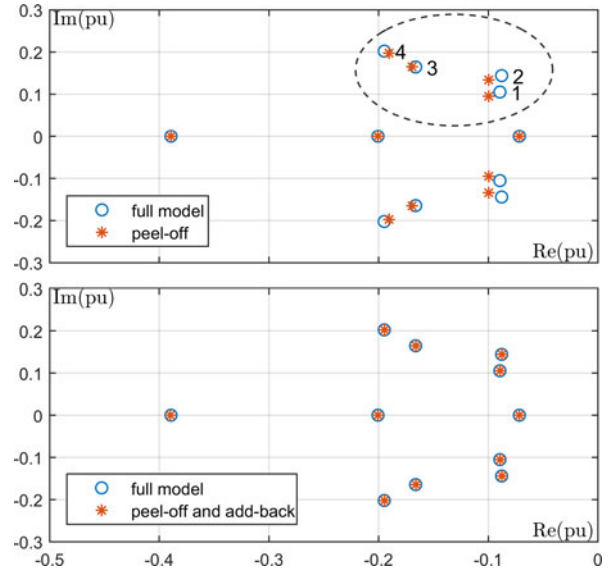 0.3
Im(pu)
0.2
4
3
2
0.1
1
0
-0.1
full model
-0.2
peel-off
Re(pu)
-0.3
0.3
Im(pu)
0.2
0.1
0
-0.1
full model
-0.2
peel-off and add-back
Re(pu)
-0.3
-0.5 -0.4 -0.3 -0.2 -0.1 0